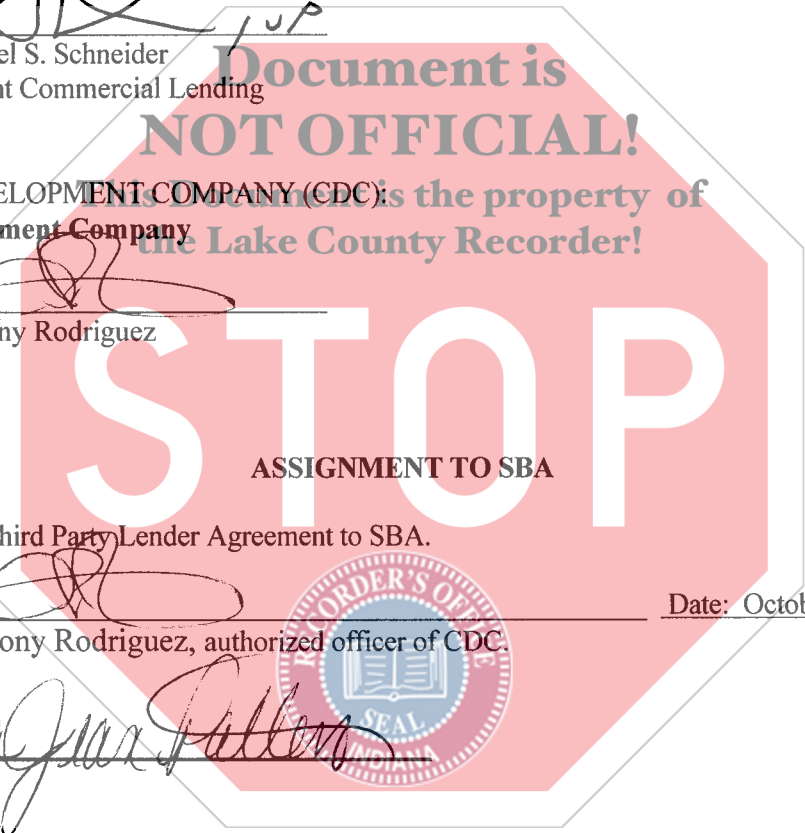 , VP
el S. Schneider
nt Commercial Lending
Document is
NOT OFFICIAL!
This Document is the property of
the Lake County Recorder!
ELOPMENT COMPANY (CDC):
ment Company
ny Rodriguez
STOP
ASSIGNMENT TO SBA
hird Party Lender Agreement to SBA.
Date: Octob
ony Rodriguez, authorized officer of CDC.
RECORDER'S OFFICE
SEAL
INDIANA
Jean